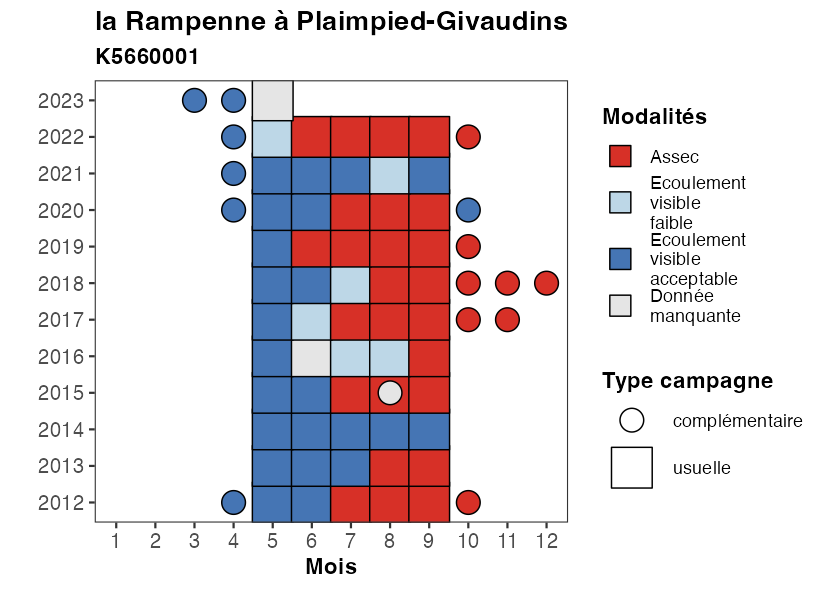 la Rampenne à Plaimpied-Givaudins
K5660001
2023
2022
2021
2020
2019
2018
2017
2016
2015
2014
2013
2012
1 2 3 4 5 6 7 8 9 10 11 12
Mois
Modalités
Assec
Ecoulement
visible
faible
Ecoulement
visible
acceptable
Donnée
manquante
Type campagne
complémentaire
usuelle